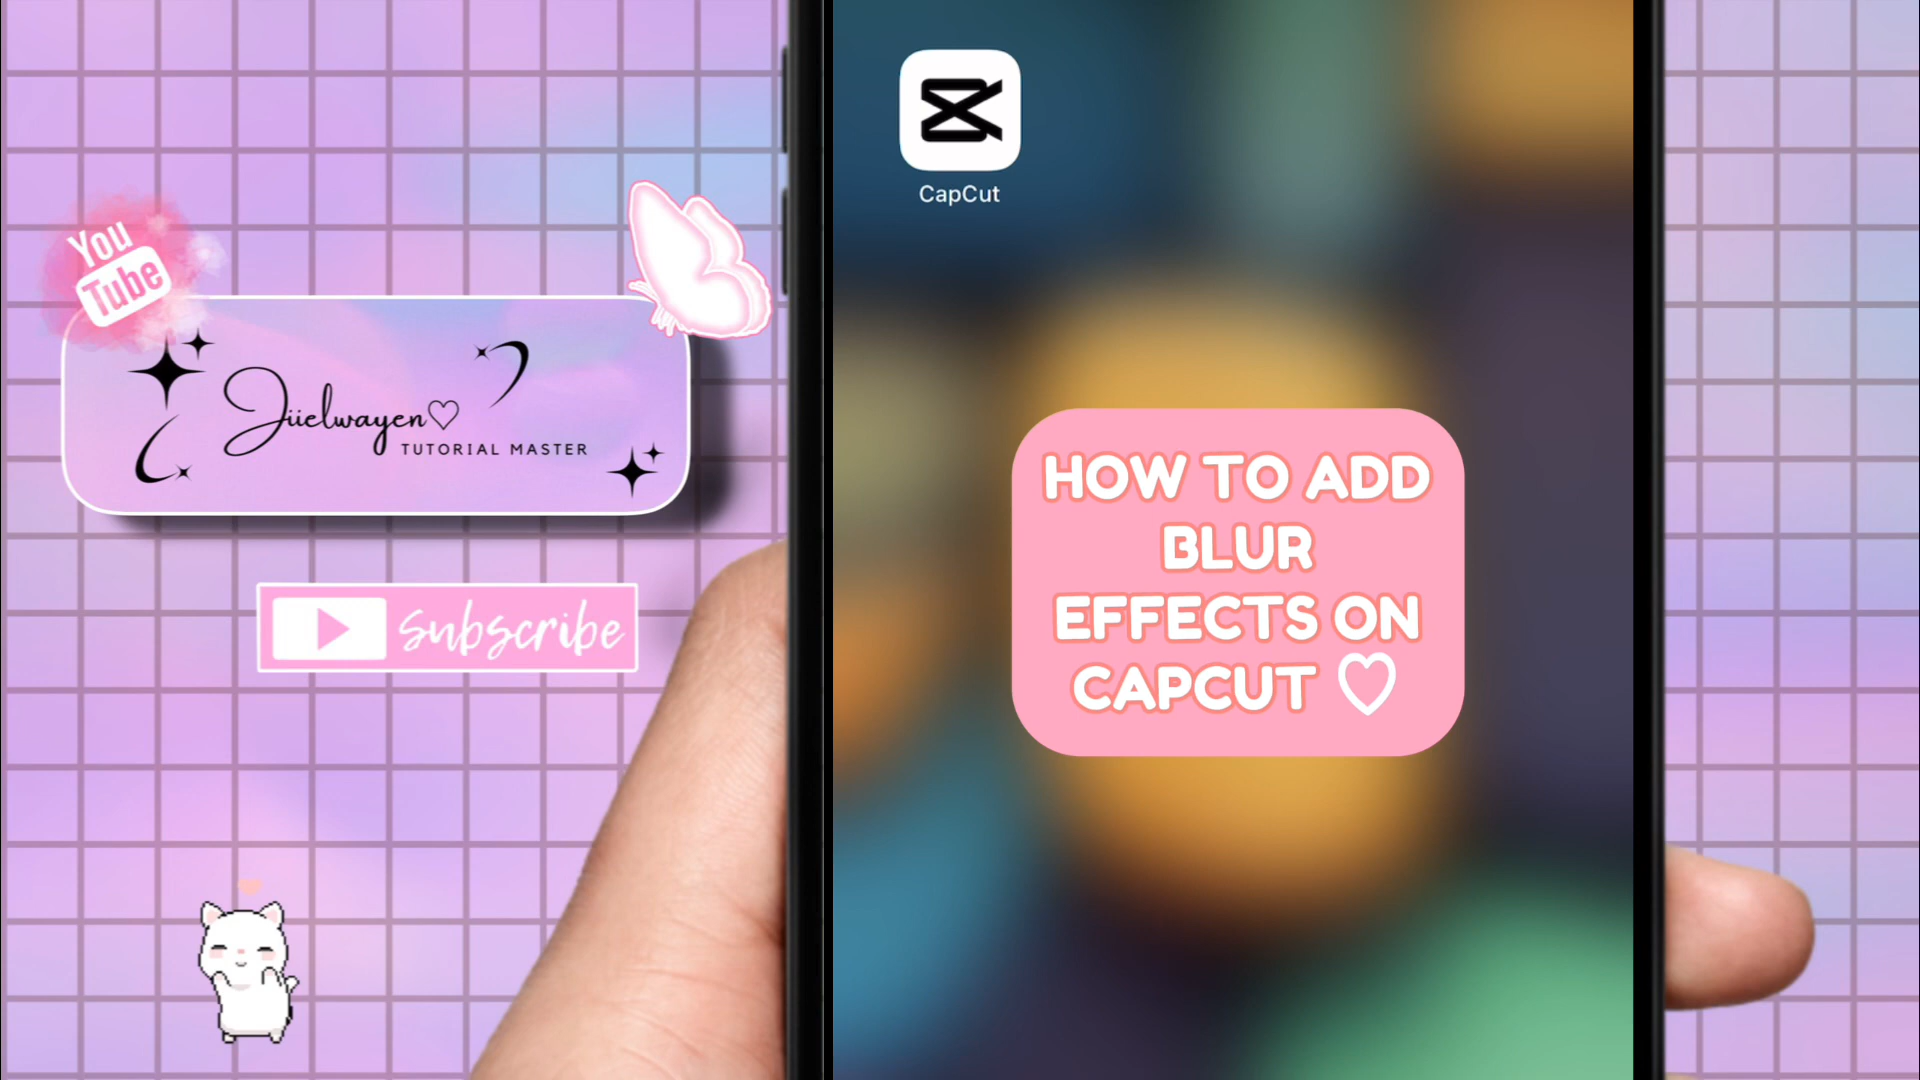 You
Tube
Jiielwayen♡
TUTORIAL MASTER
subscribe
CapCut
HOW TO ADD
BLUR
EFFECTS ON
CAPCUT ♡